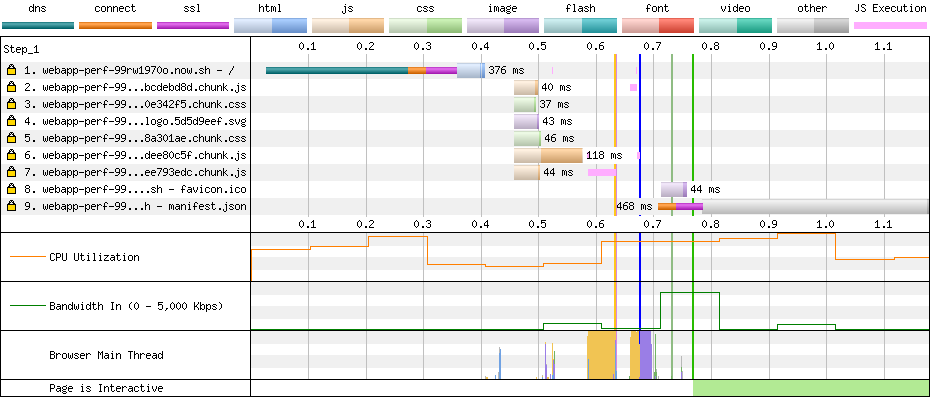 dns connect ssl html js css image flash font video other JS Execution
Step_1 0.1 0.2 0.3 0.4 0.5 0.6 0.7 0.8 0.9 1.0 1.1
1. webapp-perf-99rw1970o.now.sh - / 376 ms
2. webapp-perf-99...bcdebd8d.chunk.js 40 ms
3. webapp-perf-99...0e342f5.chunk.css 37 ms
4. webapp-perf-99...logo.5d5d9eef.svg 43 ms
5. webapp-perf-99...8a301ae.chunk.css 46 ms
6. webapp-perf-99...dee80c5f.chunk.js 118 ms
7. webapp-perf-99...ee793edc.chunk.js 44 ms
8. webapp-perf-99....sh - favicon.ico 44 ms
9. webapp-perf-99....h - manifest.json 468 ms
0.1 0.2 0.3 0.4 0.5 0.6 0.7 0.8 0.9 1.0 1.1
CPU Utilization
Bandwidth In (0 - 5,000 Kbps)
Browser Main Thread
Page is Interactive